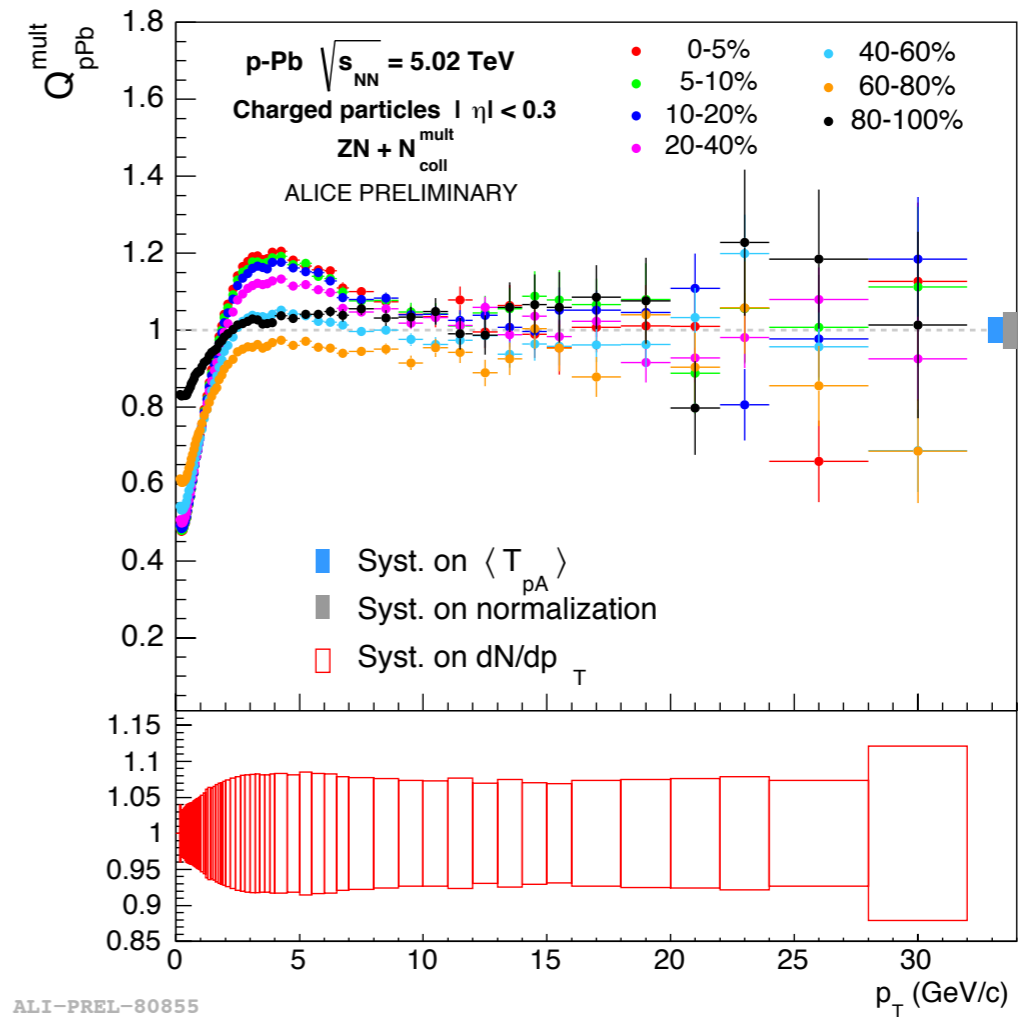 Q pPb mult
1.8
1.6
1.4
1.2
1
0.8
0.6
0.4
0.2
p-Pb √s NN = 5.02 TeV
Charged particles | η| < 0.3
ZN + N coll mult
ALICE PRELIMINARY
0-5%
5-10%
10-20%
20-40%
40-60%
60-80%
80-100%
Syst. on ⟨ T pA ⟩
Syst. on normalization
Syst. on dN/dp T
1.15
1.1
1.05
1
0.95
0.9
0.85
0 5 10 15 20 25 30
p T (GeV/c)
ALI-PREL-80855